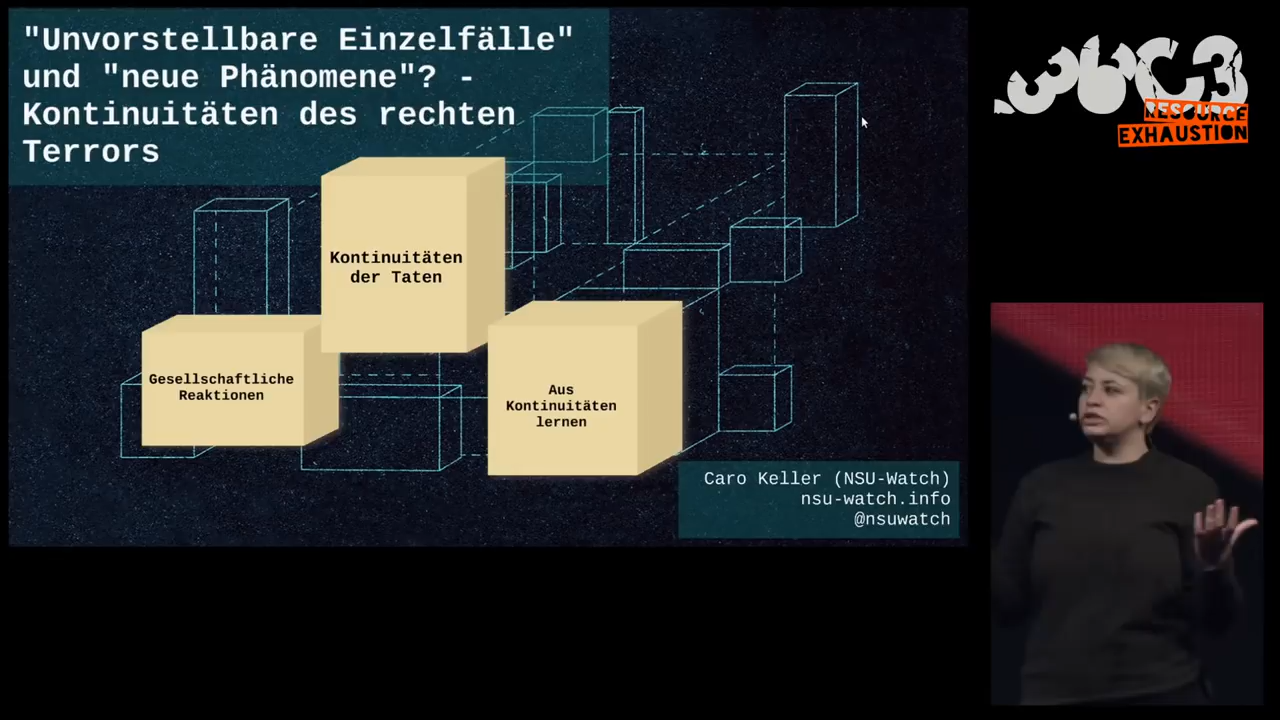 "Unvorstellbare Einzelfälle"
und "neue Phänomene"? -
Kontinuitäten des rechten
Terrors
Kontinuitäten
der Taten
Gesellschaftliche
Reaktionen
Aus
Kontinuitäten
lernen
Caro Keller (NSU-Watch)
nsu-watch.info
@nsuwatch
36C3
RESOURCE
EXHAUSTION